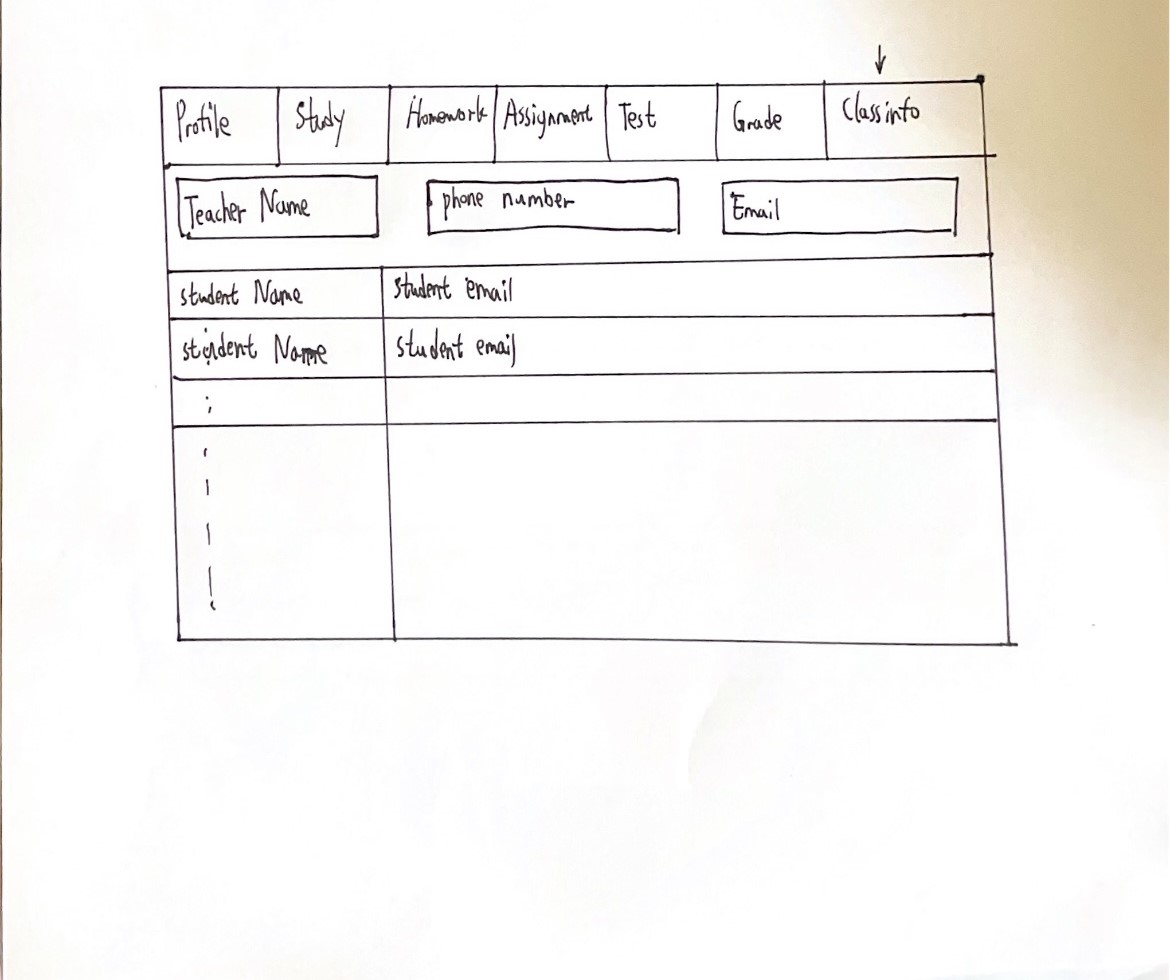 Profile Study Homework Assignment Test Grade Class info
Teacher Name phone number Email
student Name student email
student Name student email